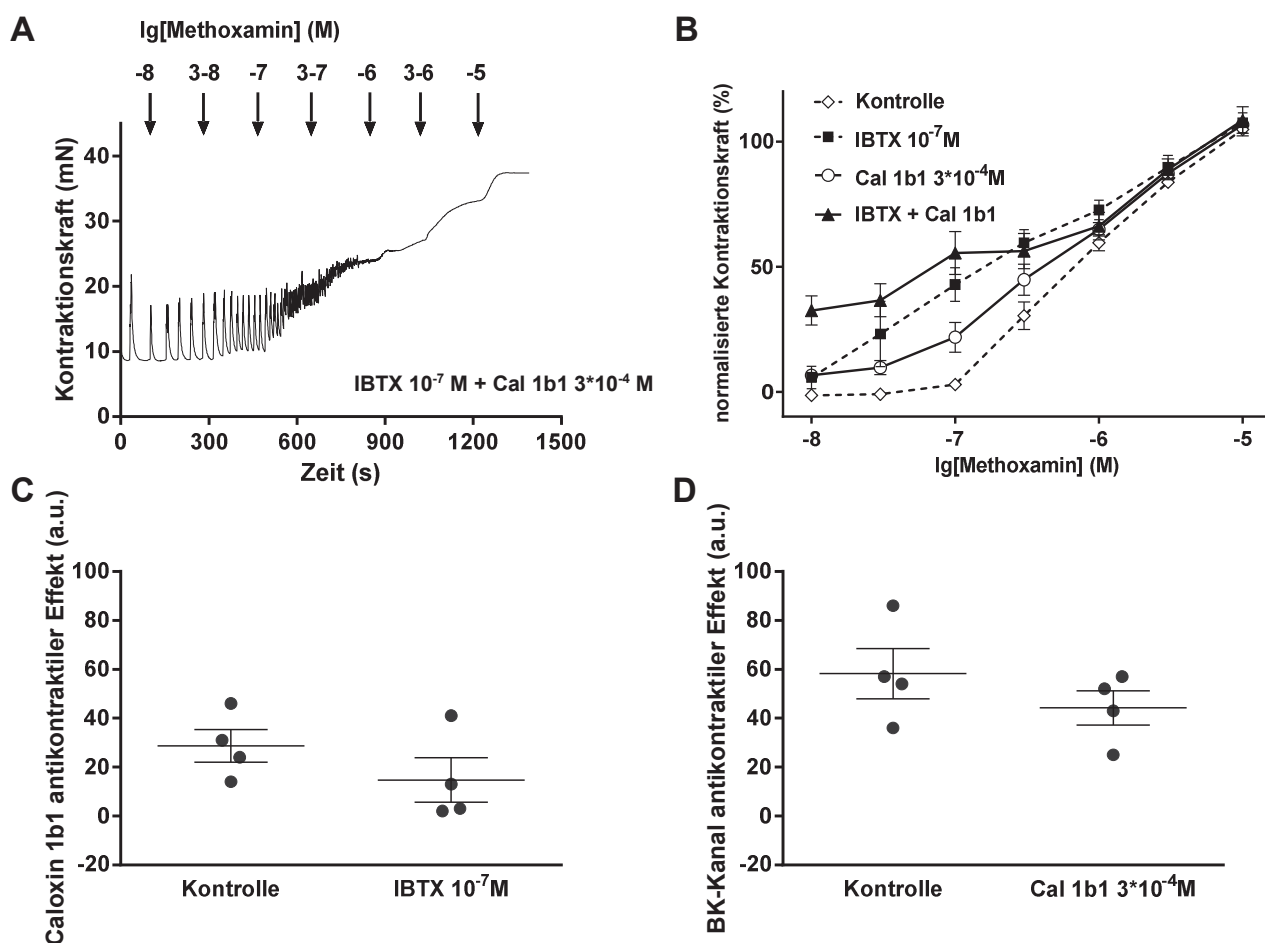 A
lg[Methoxamin] (M)
-8 3-8 -7 3-7 -6 3-6 -5
Kontraktionskraft (mN)
40
30
20
10
0
IBTX 10⁻⁷ M + Cal 1b1 3*10⁻⁴ M
0 300 600 900 1200 1500
Zeit (s)
B
normalisierte Kontraktionskraft (%)
Kontrolle
IBTX 10⁻⁷M
Cal 1b1 3*10⁻⁴M
IBTX + Cal 1b1
100
50
0
-8 -7 -6 -5
lg[Methoxamin] (M)
C
Caloxin 1b1 antikontraktiler Effekt (a.u.)
100
80
60
40
20
0
-20
Kontrolle IBTX 10⁻⁷M
D
BK-Kanal antikontraktiler Effekt (a.u.)
100
80
60
40
20
0
-20
Kontrolle Cal 1b1 3*10⁻⁴M